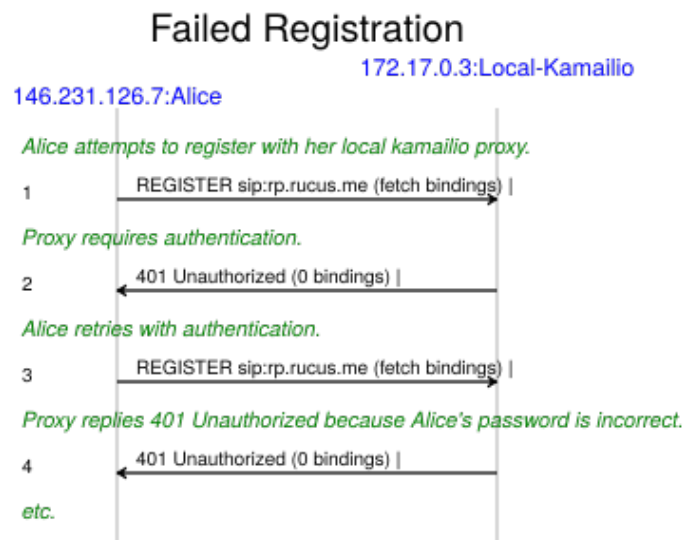 Failed Registration
172.17.0.3:Local-Kamailio
146.231.126.7:Alice
Alice attempts to register with her local kamailio proxy.
1 REGISTER sip:rp.rucus.me (fetch bindings) |
Proxy requires authentication.
2 401 Unauthorized (0 bindings) |
Alice retries with authentication.
3 REGISTER sip:rp.rucus.me (fetch bindings) |
Proxy replies 401 Unauthorized because Alice's password is incorrect.
4 401 Unauthorized (0 bindings) |
etc.